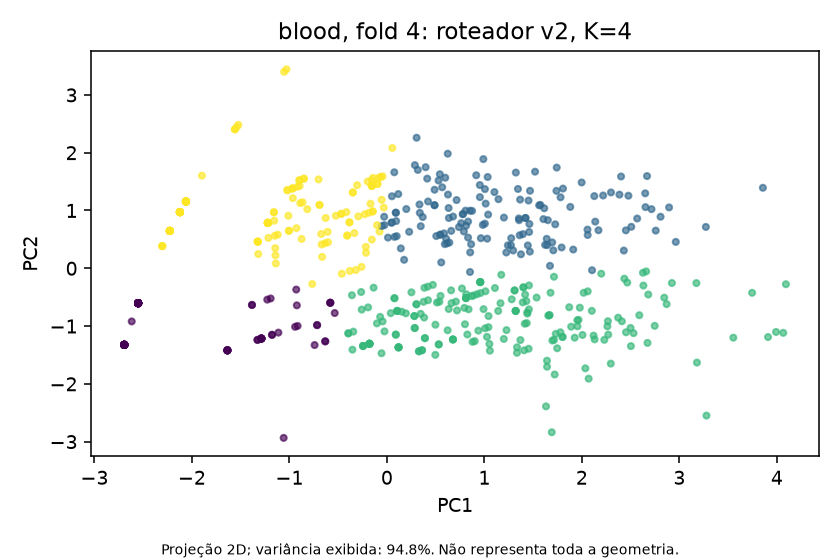 blood, fold 4: roteador v2, K=4
3
2
1
0
−1
−2
−3
PC2
−3 −2 −1 0 1 2 3 4
PC1
Projeção 2D; variância exibida: 94.8%. Não representa toda a geometria.